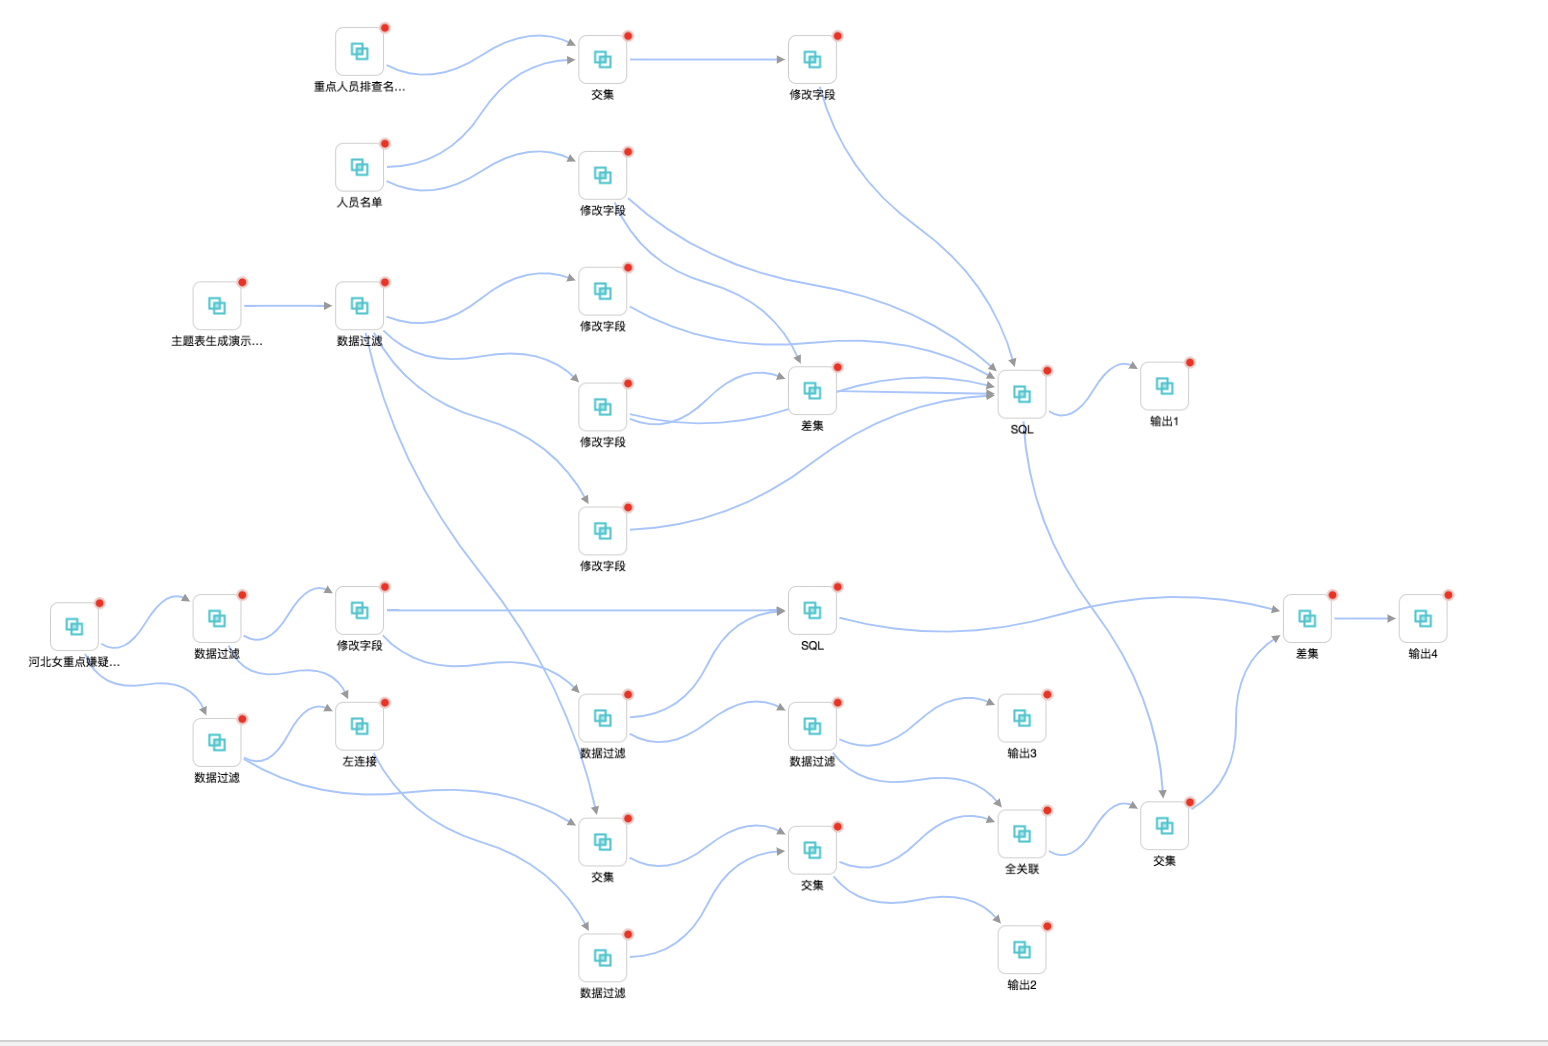 重点人员排查名...
交集
修改字段
人员名单
修改字段
主题表生成演示...
数据过滤
修改字段
修改字段
差集
SQL
输出1
修改字段
河北女重点嫌疑...
数据过滤
修改字段
SQL
差集
输出4
数据过滤
左连接
数据过滤
数据过滤
输出3
交集
交集
全关联
交集
数据过滤
输出2